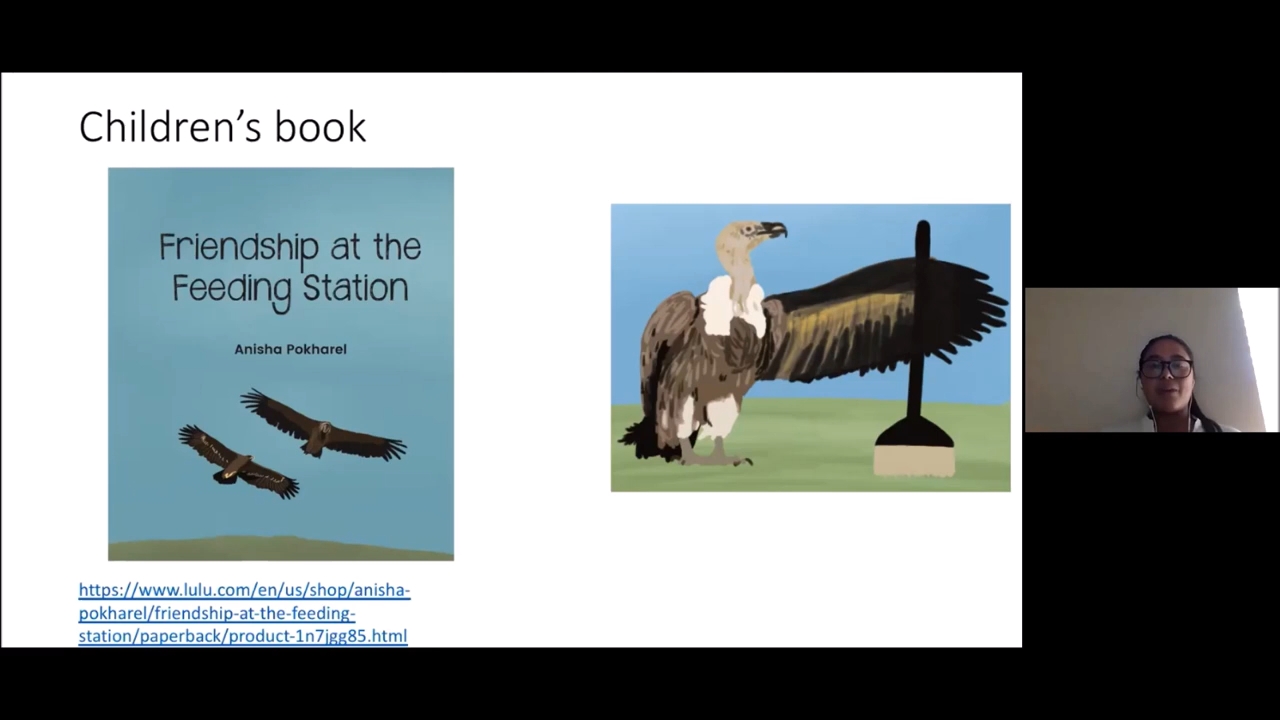 Children's book
Friendship at the
Feeding Station
Anisha Pokharel
https://www.lulu.com/en/us/shop/anisha-
pokharel/friendship-at-the-feeding-
station/paperback/product-1n7jgg85.html